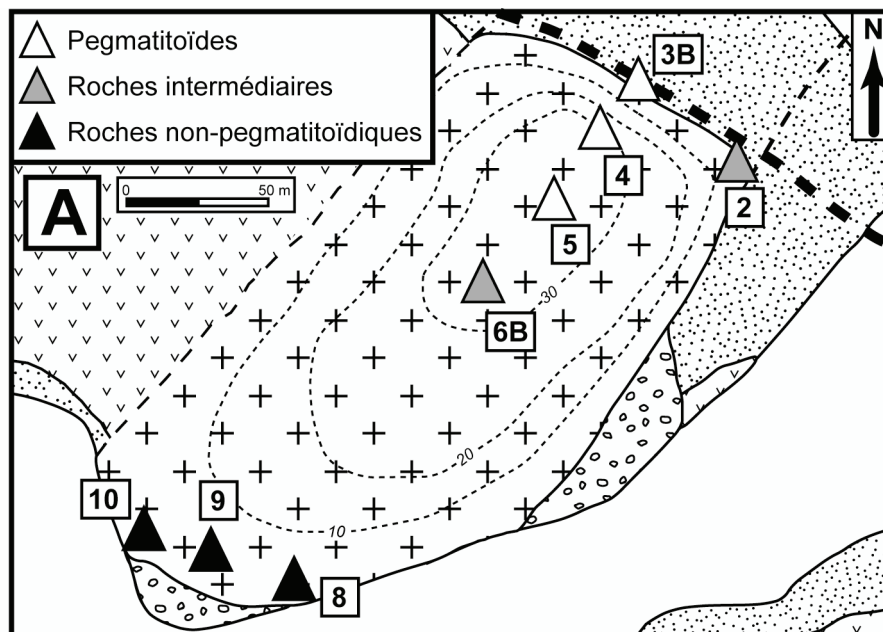 Pegmatitoïdes
Roches intermédiaires
Roches non-pegmatitoïdiques
N
3B
A
0 50 m
4
2
5
30
6B
20
10
9
10
8